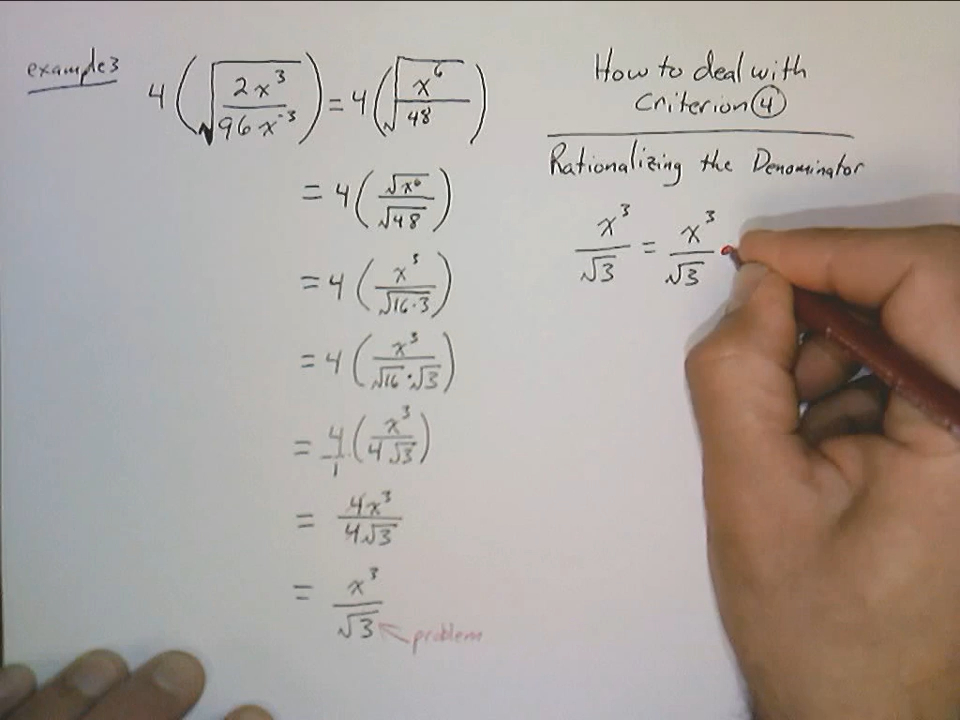 example 3
4(√(2x³/96x⁻³)) = 4(√(x⁶/48))
= 4(√x⁶/√48)
= 4(x³/√16·3)
= 4(x³/√16·√3)
= 4/1·(x³/4√3)
= 4x³/4√3
= x³/√3
problem
How to deal with
Criterion ④
Rationalizing the Denominator
x³/√3 = x³/√3 ·